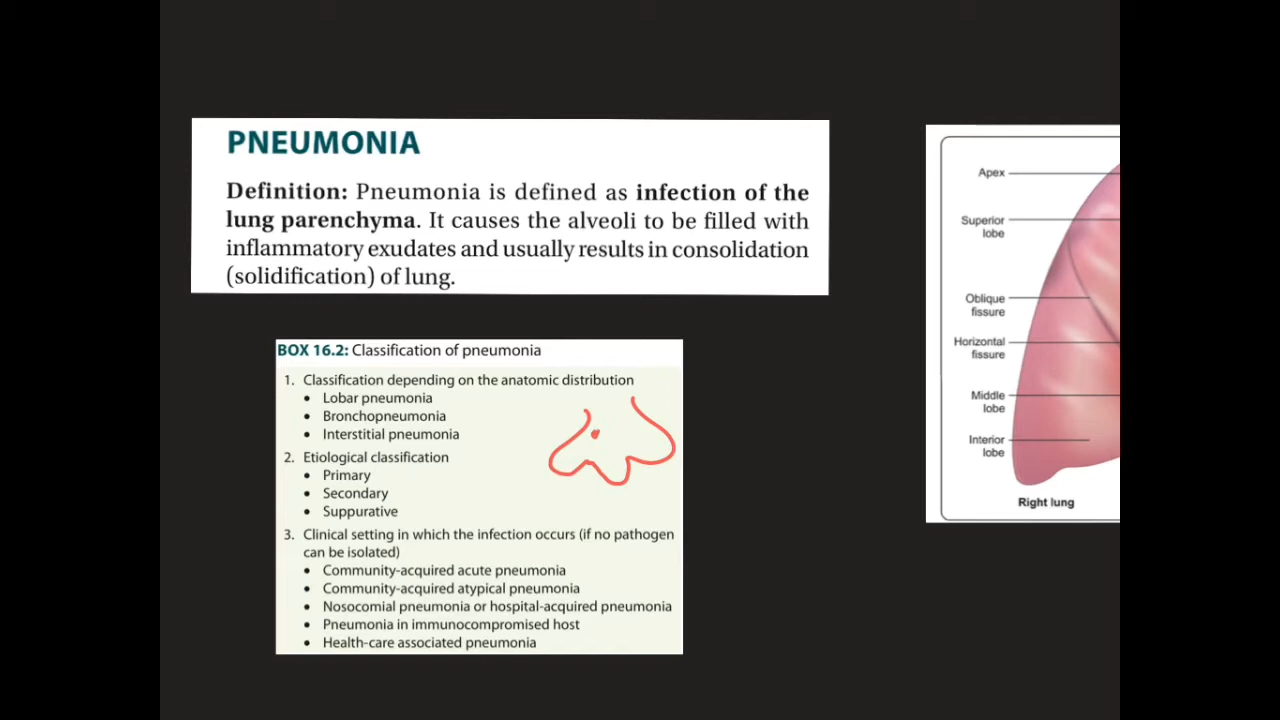 PNEUMONIA
Definition: Pneumonia is defined as infection of the
lung parenchyma. It causes the alveoli to be filled with
inflammatory exudates and usually results in consolidation
(solidification) of lung.
BOX 16.2: Classification of pneumonia
1. Classification depending on the anatomic distribution
• Lobar pneumonia
• Bronchopneumonia
• Interstitial pneumonia
2. Etiological classification
• Primary
• Secondary
• Suppurative
3. Clinical setting in which the infection occurs (if no pathogen
can be isolated)
• Community-acquired acute pneumonia
• Community-acquired atypical pneumonia
• Nosocomial pneumonia or hospital-acquired pneumonia
• Pneumonia in immunocompromised host
• Health-care associated pneumonia
Apex
Superior
lobe
Oblique
fissure
Horizontal
fissure
Middle
lobe
Interior
lobe
Right lung